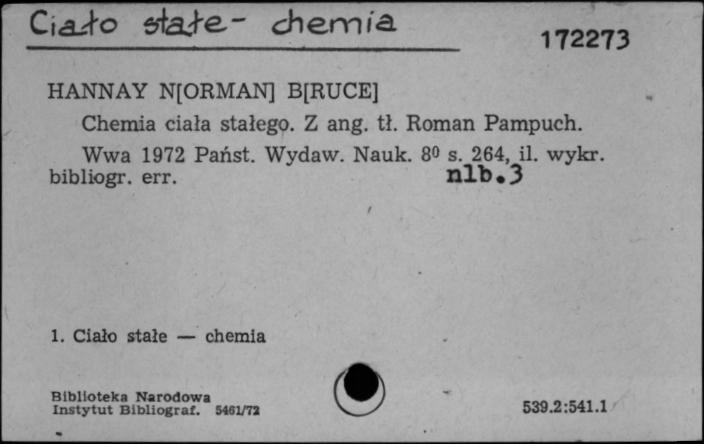 Ciało stałe - chemia
172273
HANNAY N[ORMAN] B[RUCE]
Chemia ciała stałego. Z ang. tł. Roman Pampuch.
Wwa 1972 Państ. Wydaw. Nauk. 8⁰ s. 264, il. wykr.
bibliogr. err.
nlb.3
1. Ciało stałe — chemia
Biblioteka Narodowa
Instytut Bibliograf. 5461/72
539.2:541.1